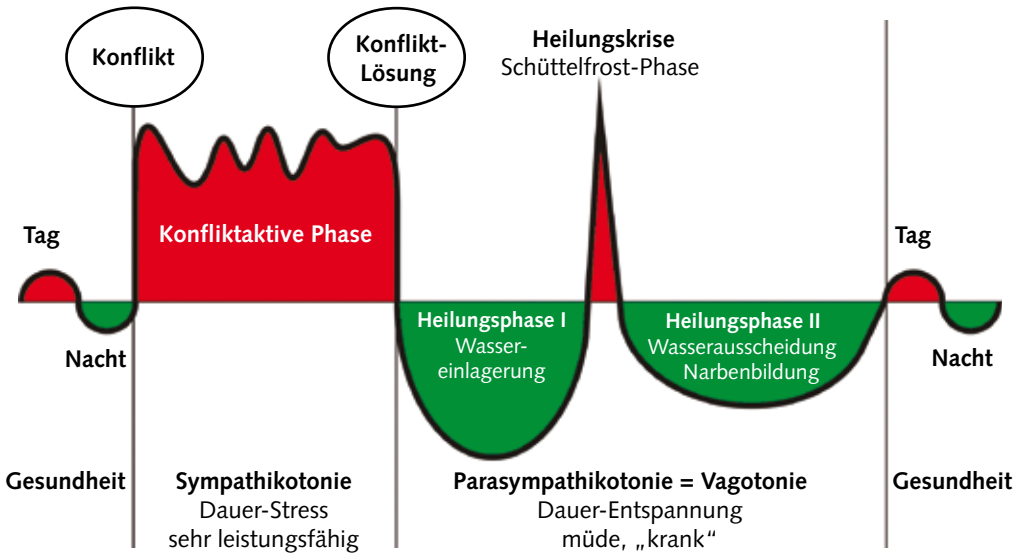 Konflikt
Konflikt-
Lösung
Heilungskrise
Schüttelfrost-Phase
Tag
Konfliktaktive Phase
Tag
Nacht
Heilungsphase I
Wasser-
einlagerung
Heilungsphase II
Wasserausscheidung
Narbenbildung
Nacht
Gesundheit
Sympathikotonie
Dauer-Stress
sehr leistungsfähig
Parasympathikotonie = Vagotonie
Dauer-Entspannung
müde, „krank“
Gesundheit